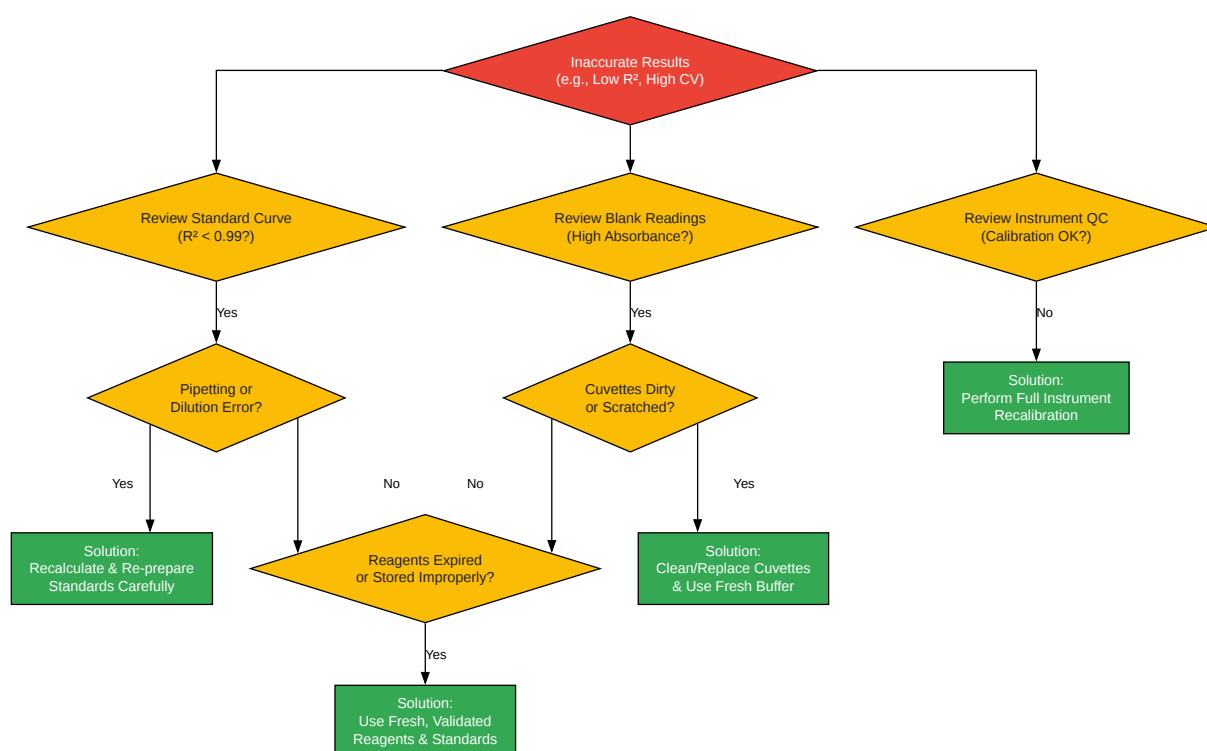 Inaccurate Results
(e.g., Low R², High CV)
Review Standard Curve
(R² < 0.99?)
Review Blank Readings
(High Absorbance?)
Review Instrument QC
(Calibration OK?)
Yes
Yes
No
Pipetting or
Dilution Error?
Cuvettes Dirty
or Scratched?
Solution:
Perform Full Instrument
Recalibration
Yes
No
No
Yes
Solution:
Recalculate & Re-prepare
Standards Carefully
Reagents Expired
or Stored Improperly?
Solution:
Clean/Replace Cuvettes
& Use Fresh Buffer
Yes
Solution:
Use Fresh, Validated
Reagents & Standards